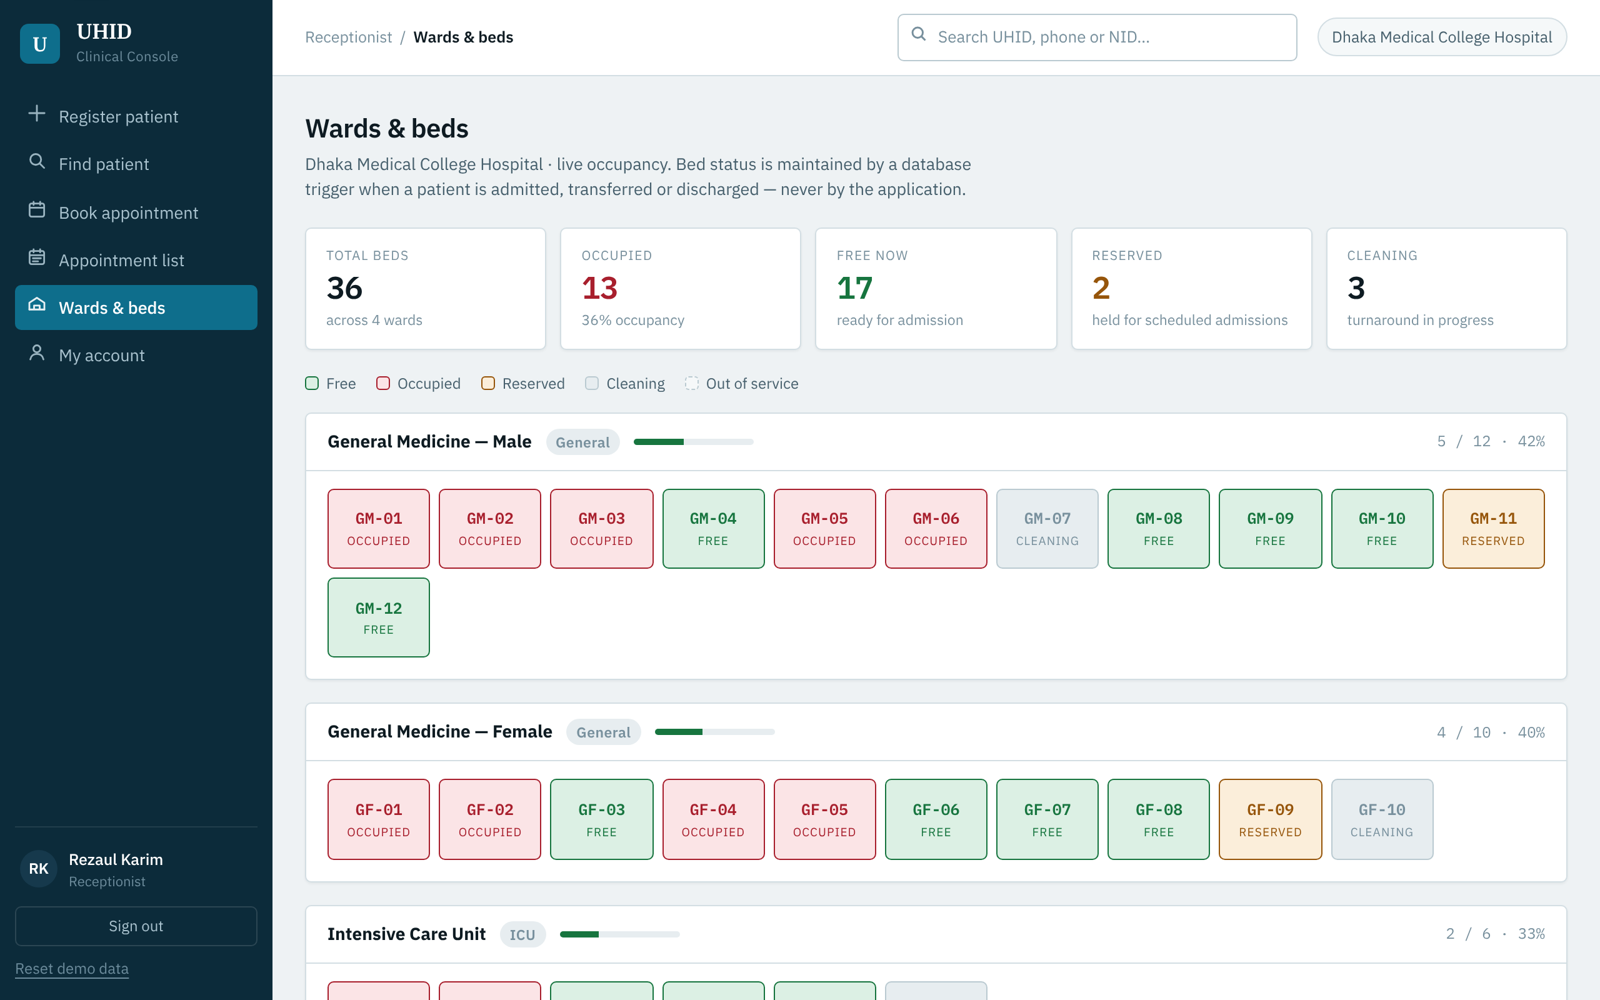 U
UHID
Clinical Console
Register patient
Find patient
Book appointment
Appointment list
Wards & beds
My account
RK
Rezaul Karim
Receptionist
Sign out
Reset demo data
Receptionist / Wards & beds
Search UHID, phone or NID...
Dhaka Medical College Hospital
Wards & beds
Dhaka Medical College Hospital · live occupancy. Bed status is maintained by a database
trigger when a patient is admitted, transferred or discharged — never by the application.
TOTAL BEDS
36
across 4 wards
OCCUPIED
13
36% occupancy
FREE NOW
17
ready for admission
RESERVED
2
held for scheduled admissions
CLEANING
3
turnaround in progress
Free Occupied Reserved Cleaning Out of service
General Medicine — Male General 5 / 12 · 42%
GM-01 GM-02 GM-03 GM-04 GM-05 GM-06 GM-07 GM-08 GM-09 GM-10 GM-11
OCCUPIED OCCUPIED OCCUPIED FREE OCCUPIED OCCUPIED CLEANING FREE FREE FREE RESERVED
GM-12
FREE
General Medicine — Female General 4 / 10 · 40%
GF-01 GF-02 GF-03 GF-04 GF-05 GF-06 GF-07 GF-08 GF-09 GF-10
OCCUPIED OCCUPIED FREE OCCUPIED OCCUPIED FREE FREE FREE RESERVED CLEANING
Intensive Care Unit ICU 2 / 6 · 33%